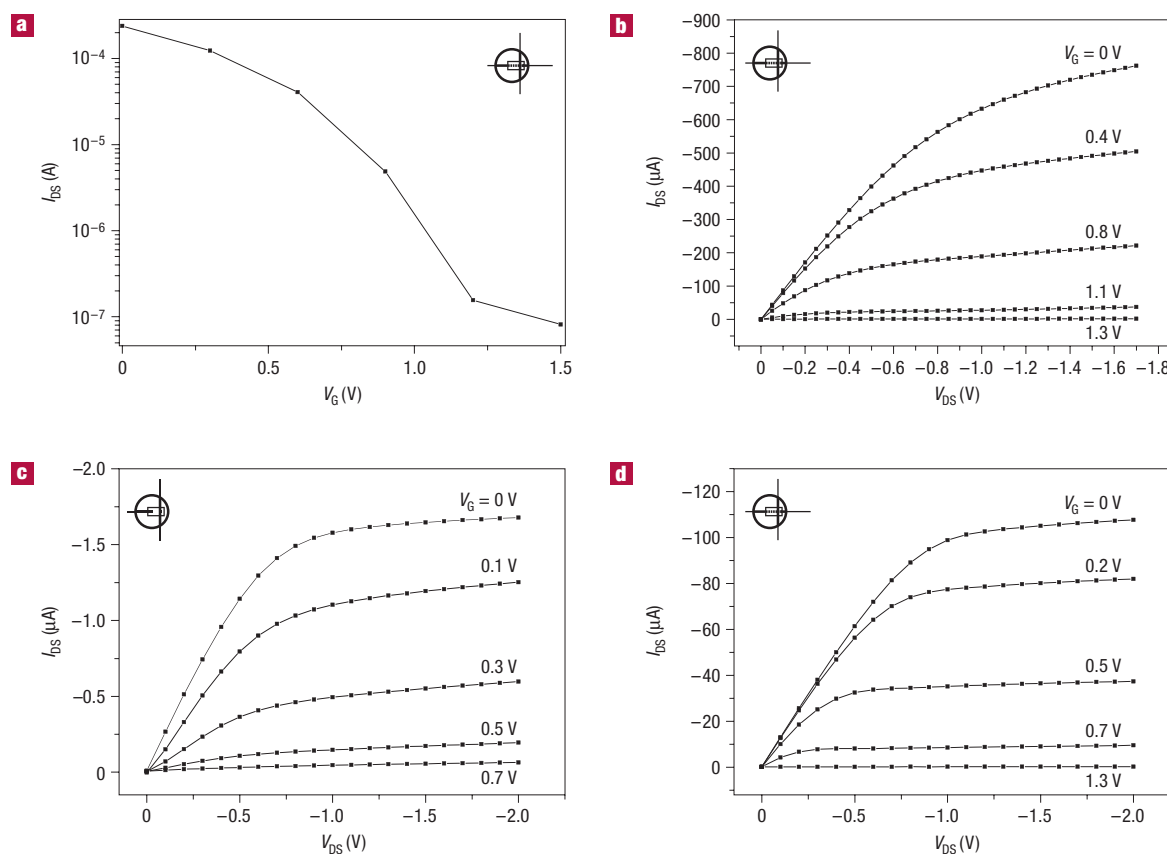 a
10⁻⁴
10⁻⁵
10⁻⁶
10⁻⁷
I_DS (A)
0 0.5 1.0 1.5
V_G (V)
b
−900
−800
−700
−600
−500
−400
−300
−200
−100
0
I_DS (µA)
V_G = 0 V
0.4 V
0.8 V
1.1 V
1.3 V
0 −0.2 −0.4 −0.6 −0.8 −1.0 −1.2 −1.4 −1.6 −1.8
V_DS (V)
c
−2.0
−1.5
−1.0
−0.5
0
I_DS (µA)
V_G = 0 V
0.1 V
0.3 V
0.5 V
0.7 V
0 −0.5 −1.0 −1.5 −2.0
V_DS (V)
d
−120
−100
−80
−60
−40
−20
0
I_DS (µA)
V_G = 0 V
0.2 V
0.5 V
0.7 V
1.3 V
0 −0.5 −1.0 −1.5 −2.0
V_DS (V)